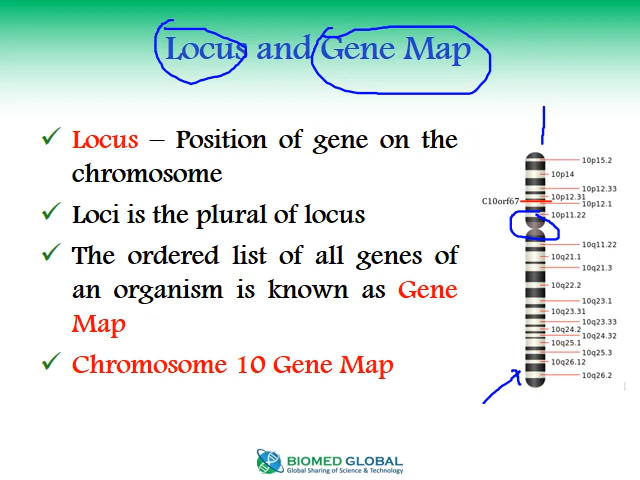 Locus and Gene Map
✓ Locus – Position of gene on the
chromosome
✓ Loci is the plural of locus
✓ The ordered list of all genes of
an organism is known as Gene
Map
✓ Chromosome 10 Gene Map
10p15.2
10p14
10p12.33
10p12.31
C10orf67
10p12.1
10p11.22
10q11.22
10q21.1
10q21.3
10q22.2
10q23.1
10q23.31
10q23.33
10q24.2
10q24.32
10q25.1
10q25.3
10q26.12
10q26.2
BIOMED GLOBAL
Global Sharing of Science & Technology